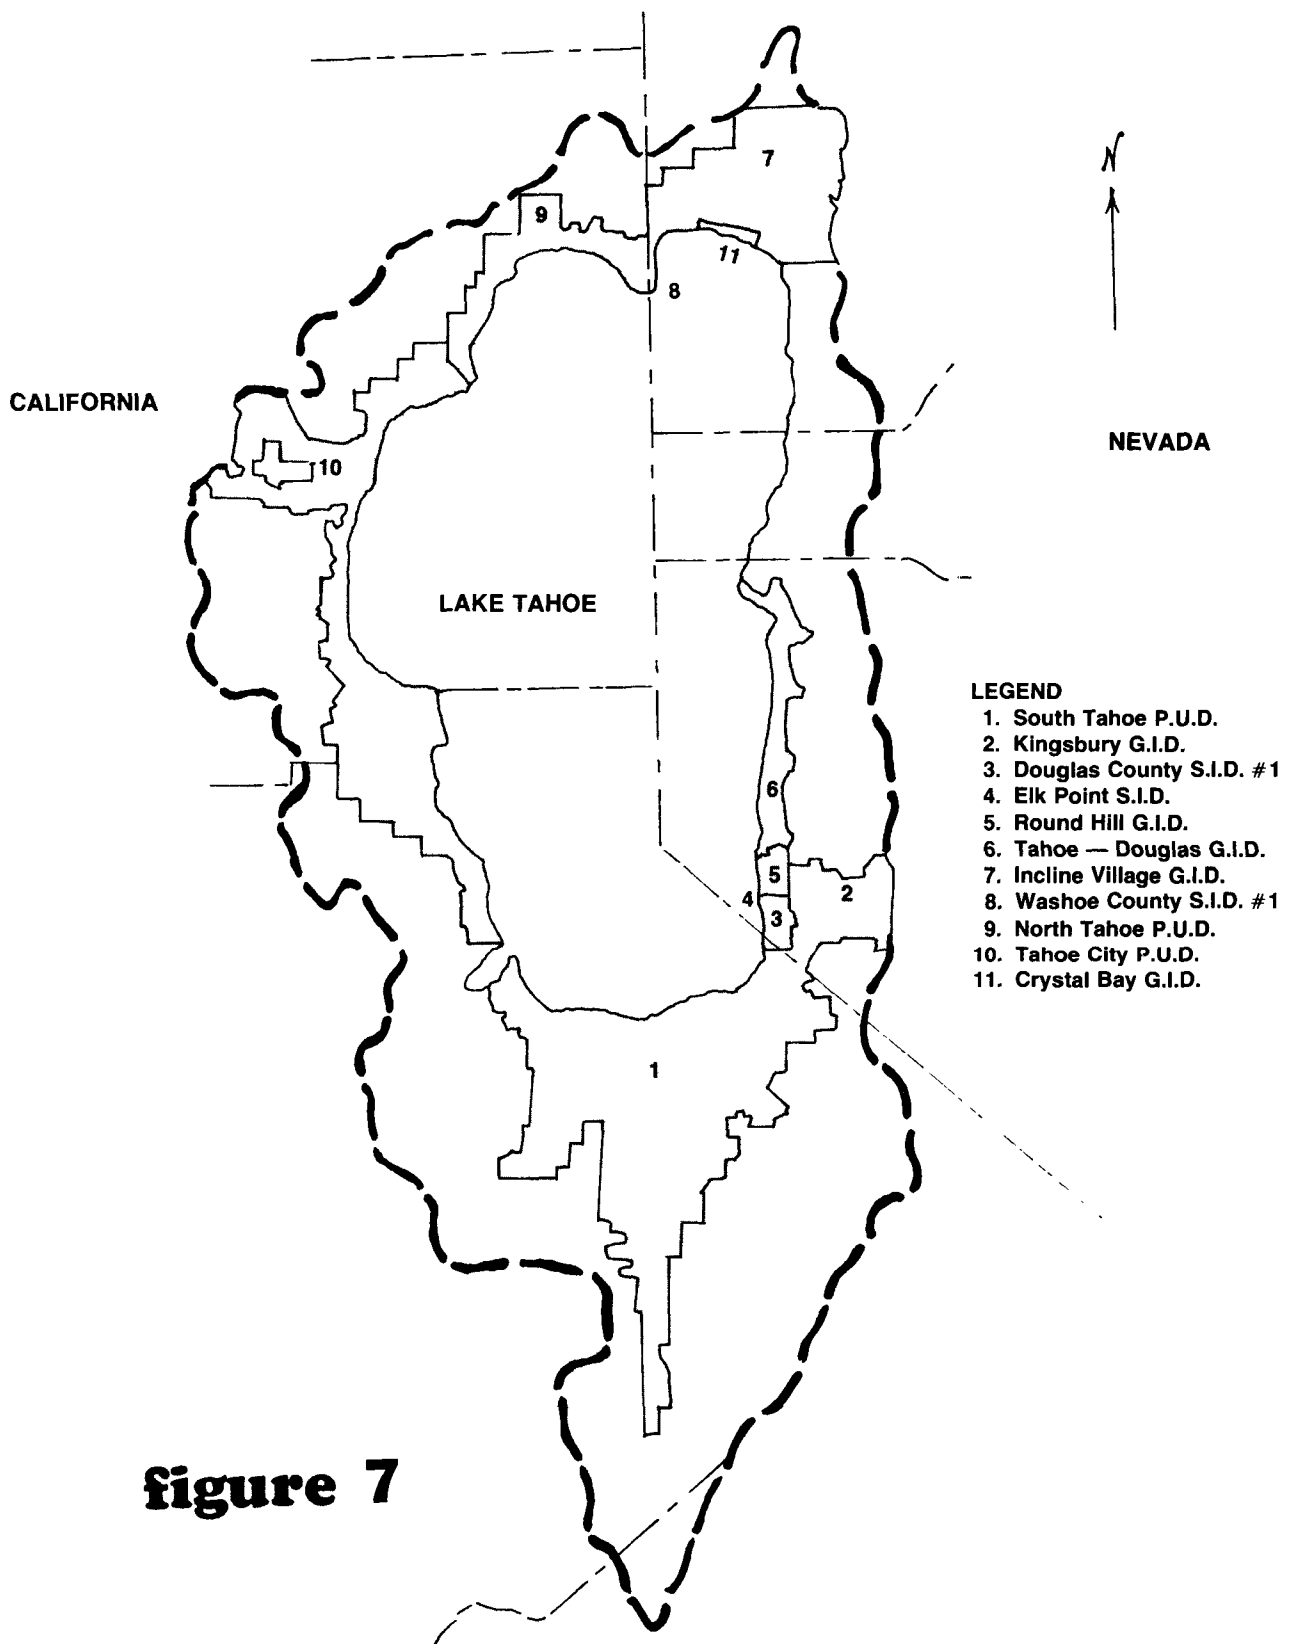 7
N
9
11
8
CALIFORNIA
NEVADA
10
LAKE TAHOE
LEGEND
1. South Tahoe P.U.D.
2. Kingsbury G.I.D.
3. Douglas County S.I.D. #1
4. Elk Point S.I.D.
5. Round Hill G.I.D.
6. Tahoe — Douglas G.I.D.
7. Incline Village G.I.D.
8. Washoe County S.I.D. #1
9. North Tahoe P.U.D.
10. Tahoe City P.U.D.
11. Crystal Bay G.I.D.
6
5
2
4
3
1
figure 7